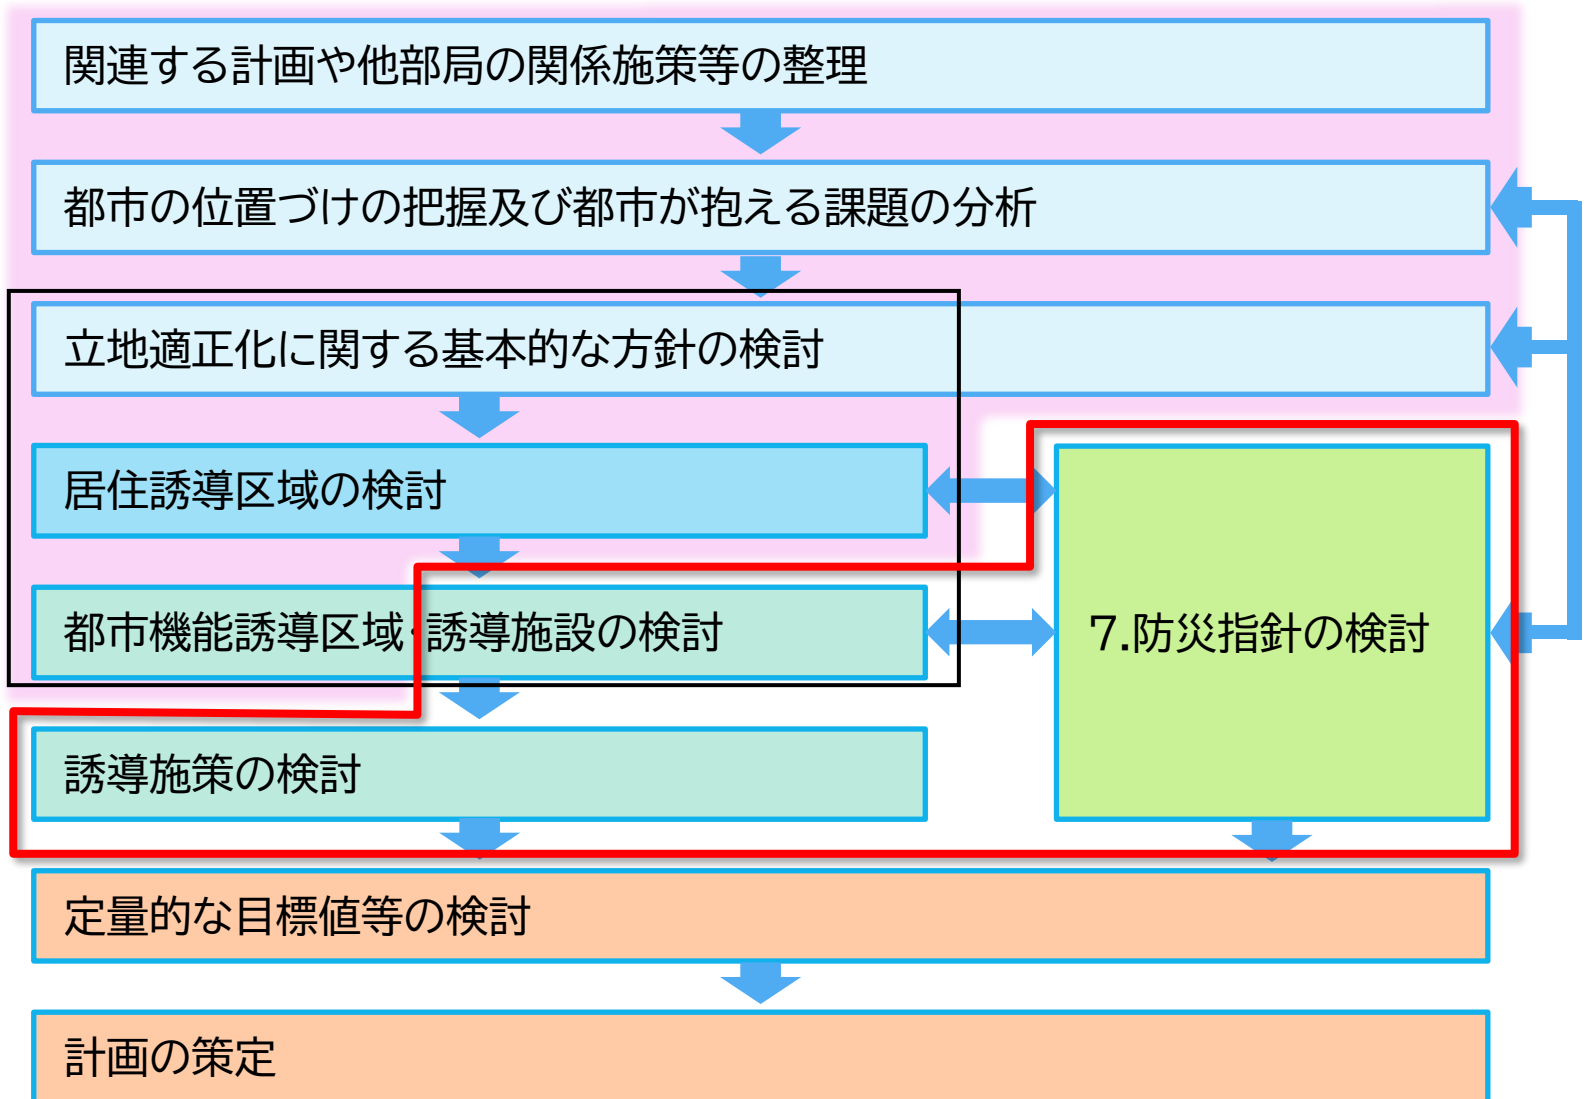 関連する計画や他部局の関係施策等の整理
都市の位置づけの把握及び都市が抱える課題の分析
立地適正化に関する基本的な方針の検討
居住誘導区域の検討
都市機能誘導区域・誘導施設の検討
7.防災指針の検討
誘導施策の検討
定量的な目標値等の検討
計画の策定